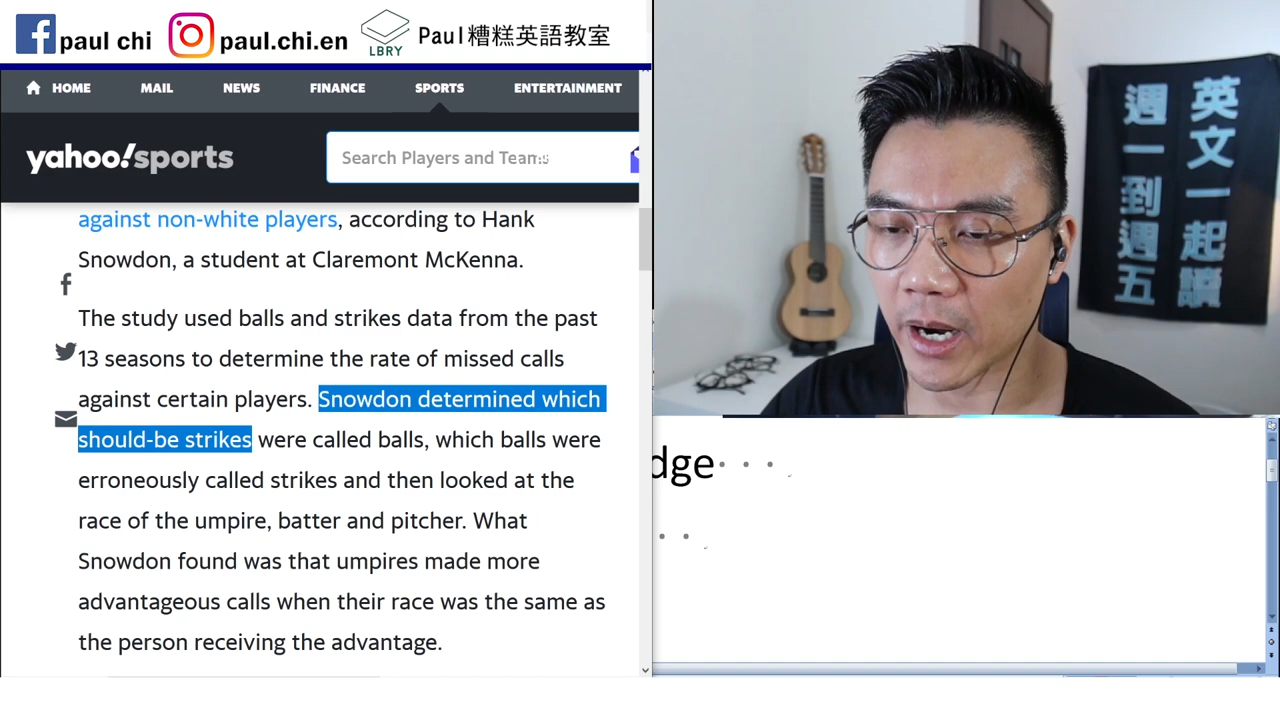 paul chi
paul.chi.en
LBRY
Paul糟糕英語教室
HOME MAIL NEWS FINANCE SPORTS ENTERTAINMENT
yahoo!sports
Search Players and Teams
against non-white players, according to Hank
Snowdon, a student at Claremont McKenna.
The study used balls and strikes data from the past
13 seasons to determine the rate of missed calls
against certain players. Snowdon determined which
should-be strikes were called balls, which balls were
erroneously called strikes and then looked at the
race of the umpire, batter and pitcher. What
Snowdon found was that umpires made more
advantageous calls when their race was the same as
the person receiving the advantage.
英文一起讀
週一到週五
dge